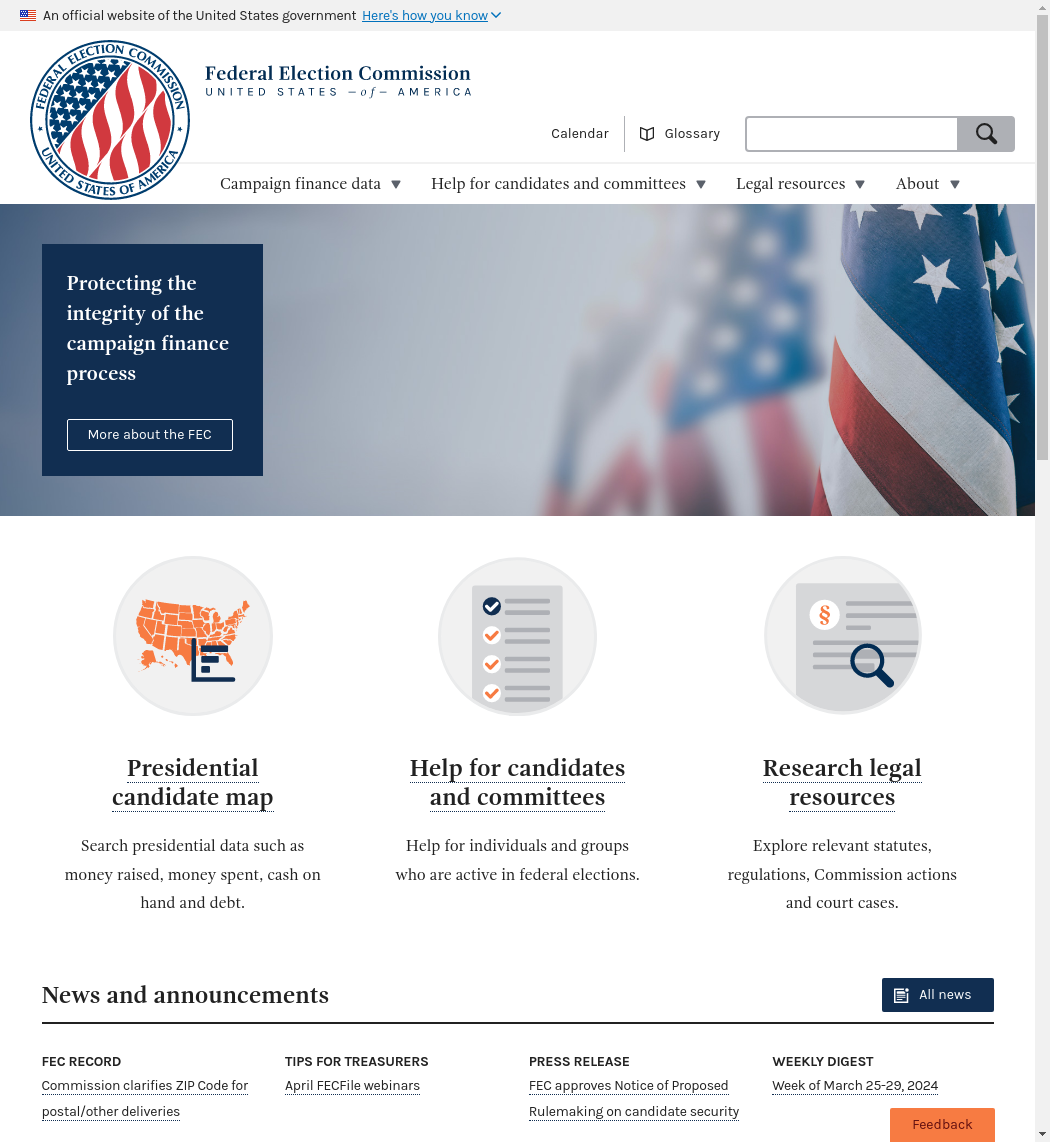 An official website of the United States government Here's how you know
FEDERAL ELECTION COMMISSION
UNITED STATES OF AMERICA
Federal Election Commission
UNITED STATES – of – AMERICA
Calendar
Glossary
Campaign finance data
Help for candidates and committees
Legal resources
About
Protecting the
integrity of the
campaign finance
process
More about the FEC
§
Presidential
candidate map
Search presidential data such as
money raised, money spent, cash on
hand and debt.
Help for candidates
and committees
Help for individuals and groups
who are active in federal elections.
Research legal
resources
Explore relevant statutes,
regulations, Commission actions
and court cases.
News and announcements
All news
FEC RECORD
Commission clarifies ZIP Code for
postal/other deliveries
TIPS FOR TREASURERS
April FECFile webinars
PRESS RELEASE
FEC approves Notice of Proposed
Rulemaking on candidate security
WEEKLY DIGEST
Week of March 25-29, 2024
Feedback